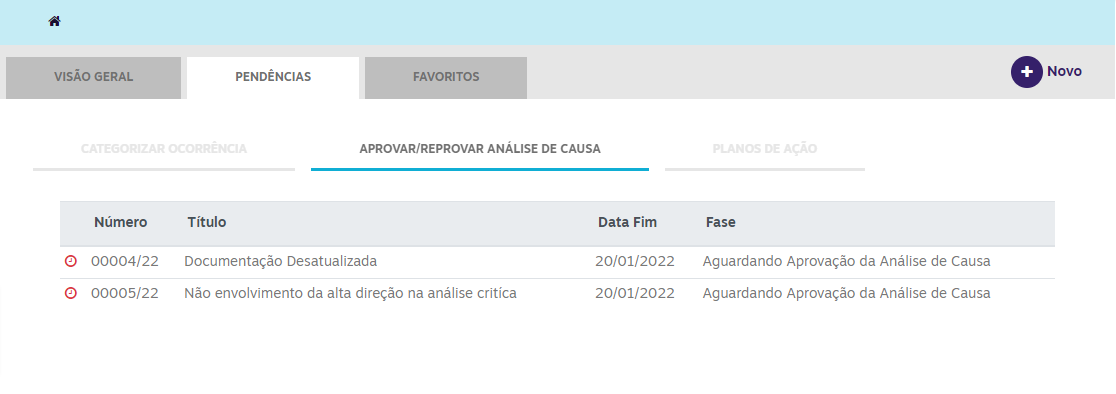 VISÃO GERAL PENDÊNCIAS FAVORITOS Novo
CATEGORIZAR OCORRÊNCIA APROVAR/REPROVAR ANÁLISE DE CAUSA PLANOS DE AÇÃO
Número Título Data Fim Fase
00004/22 Documentação Desatualizada 20/01/2022 Aguardando Aprovação da Análise de Causa
00005/22 Não envolvimento da alta direção na análise critíca 20/01/2022 Aguardando Aprovação da Análise de Causa